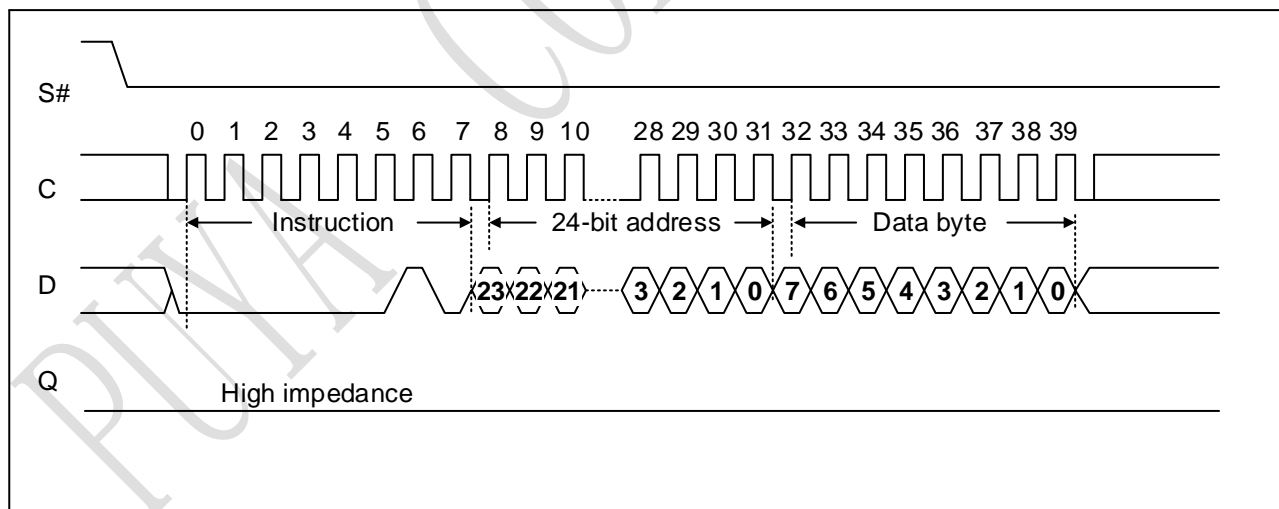 S#
0 1 2 3 4 5 6 7 8 9 10 28 29 30 31 32 33 34 35 36 37 38 39
C
Instruction 24-bit address Data byte
D
23 22 21 3 2 1 0 7 6 5 4 3 2 1 0
Q
High impedance
PUYA CO